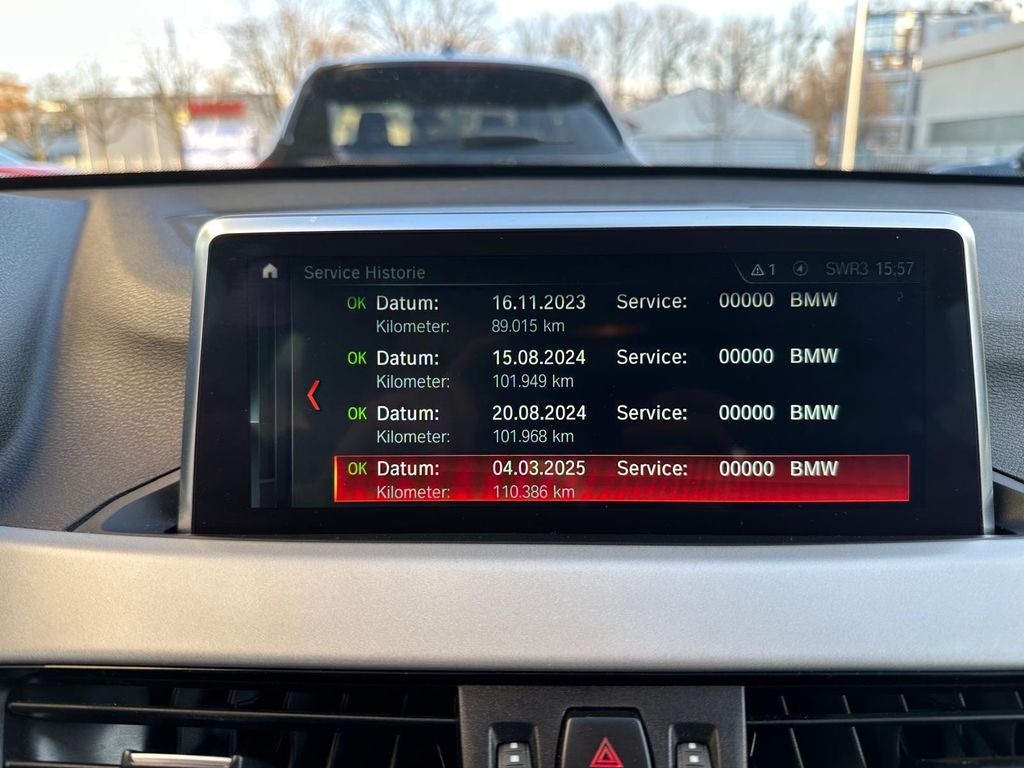 Service Historie 1 SWR3 15:57
OK Datum: 16.11.2023 Service: 00000 BMW
Kilometer: 89.015 km
OK Datum: 15.08.2024 Service: 00000 BMW
Kilometer: 101.949 km
OK Datum: 20.08.2024 Service: 00000 BMW
Kilometer: 101.968 km
OK Datum: 04.03.2025 Service: 00000 BMW
Kilometer: 110.386 km